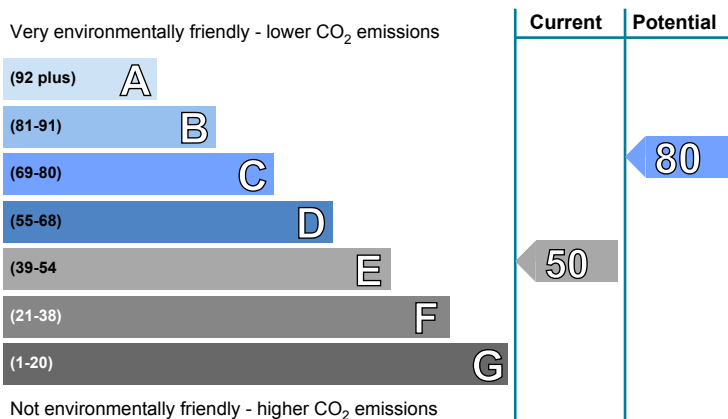 Very environmentally friendly - lower CO2 emissions
Current
Potential
(92 plus) A
(81-91) B
(69-80) C
80
(55-68) D
(39-54 E
50
(21-38) F
(1-20) G
Not environmentally friendly - higher CO2 emissions